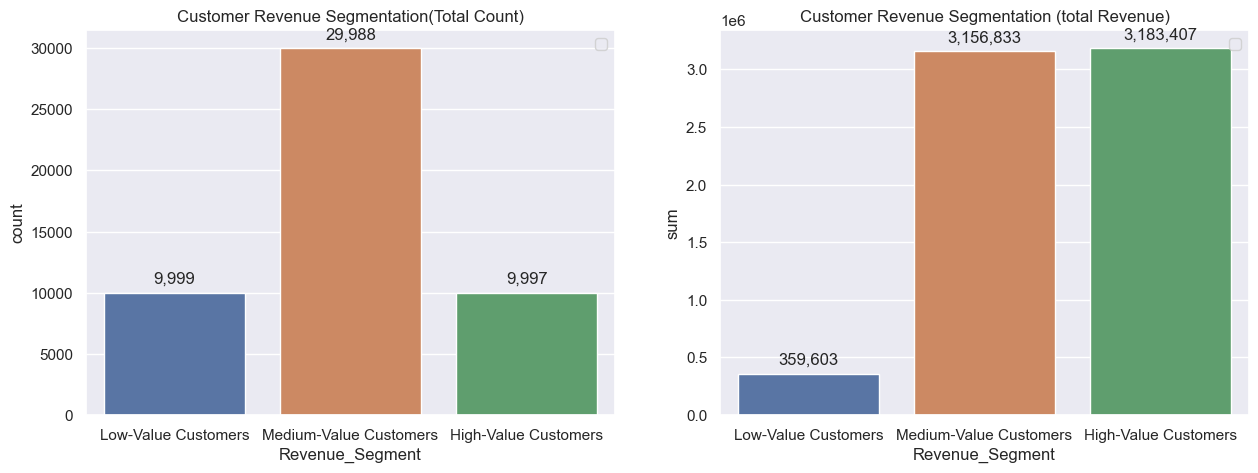 Customer Revenue Segmentation(Total Count)
30000
25000
20000
15000
10000
5000
0
count
29,988
9,999
9,997
Low-Value Customers Medium-Value Customers High-Value Customers
Revenue_Segment
Customer Revenue Segmentation (total Revenue)
1e6
3.0
2.5
2.0
1.5
1.0
0.5
0.0
sum
3,156,833
3,183,407
359,603
Low-Value Customers Medium-Value Customers High-Value Customers
Revenue_Segment